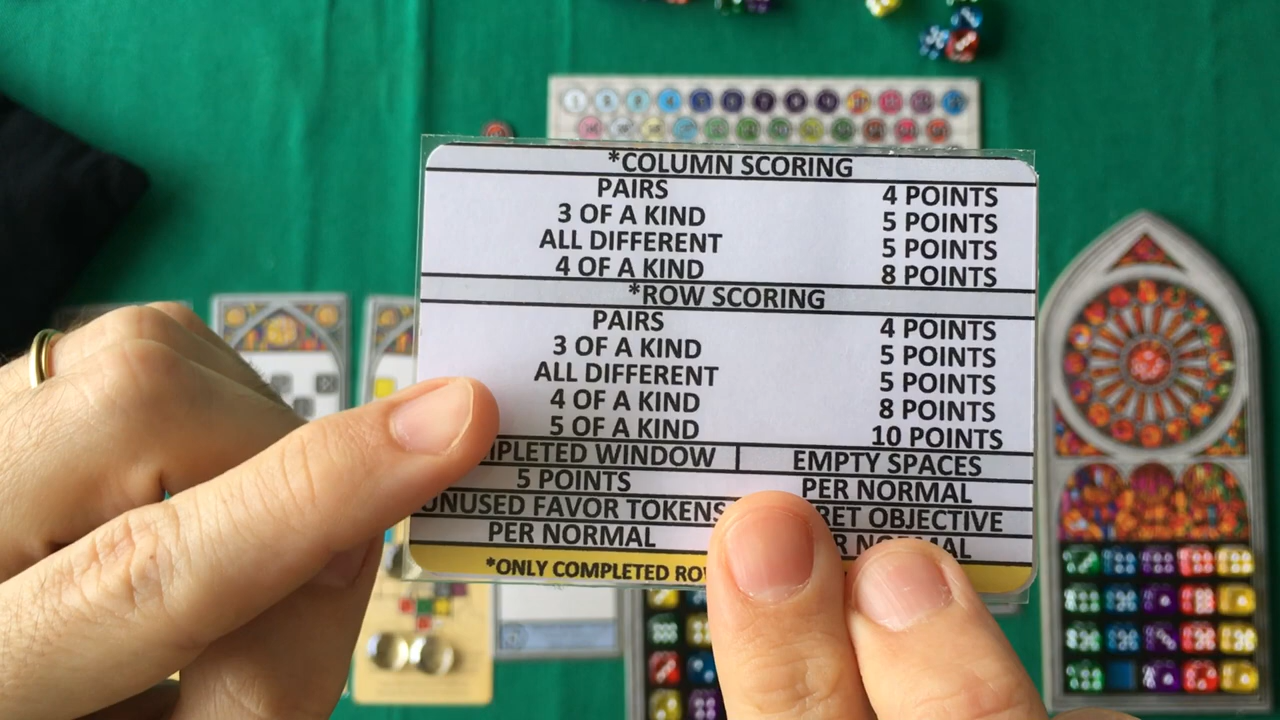 *COLUMN SCORING
PAIRS 4 POINTS
3 OF A KIND 5 POINTS
ALL DIFFERENT 5 POINTS
4 OF A KIND 8 POINTS
*ROW SCORING
PAIRS 4 POINTS
3 OF A KIND 5 POINTS
ALL DIFFERENT 5 POINTS
4 OF A KIND 8 POINTS
5 OF A KIND 10 POINTS
WINDOW EMPTY SPACES
5 POINTS PER NORMAL
UNUSED FAVOR TOKENS OBJECTIVE
PER NORMAL
*ONLY COMPLETED